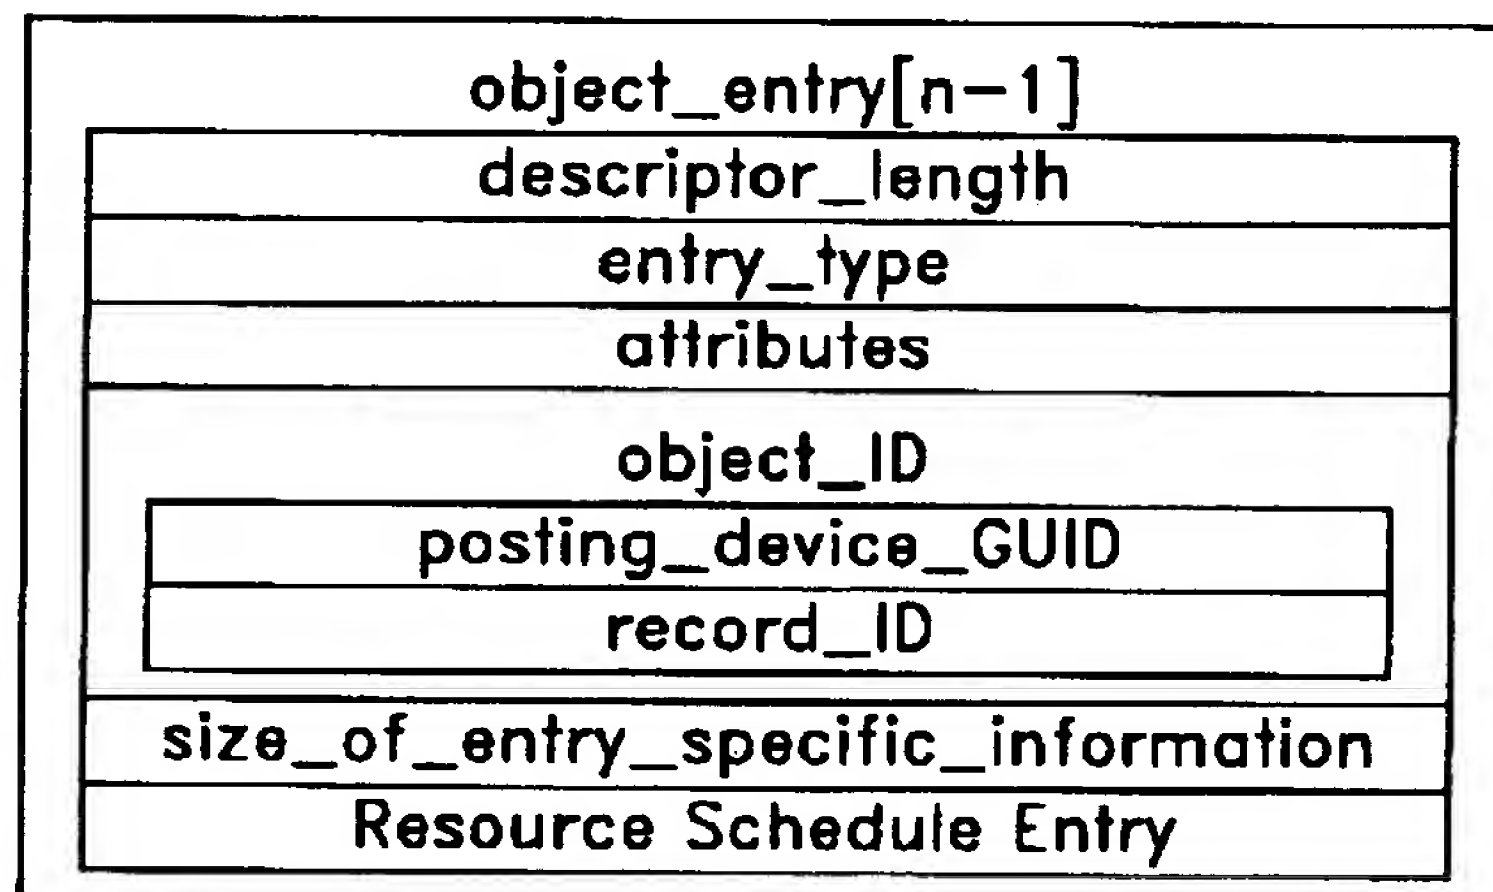 object_entry[n-1]
descriptor_length
entry_type
attributes
object_ID
posting_device_GUID
record_ID
size_of_entry_specific_information
Resource Schedule Entry